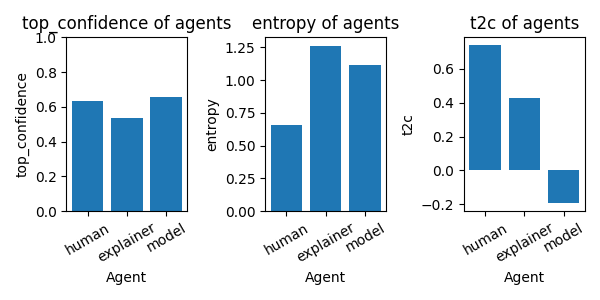 top_confidence of agents
top_confidence
1.0
0.8
0.6
0.4
0.2
0.0
human
explainer
model
Agent
entropy of agents
entropy
1.25
1.00
0.75
0.50
0.25
0.00
human
explainer
model
Agent
t2c of agents
t2c
0.6
0.4
0.2
0.0
−0.2
human
explainer
model
Agent